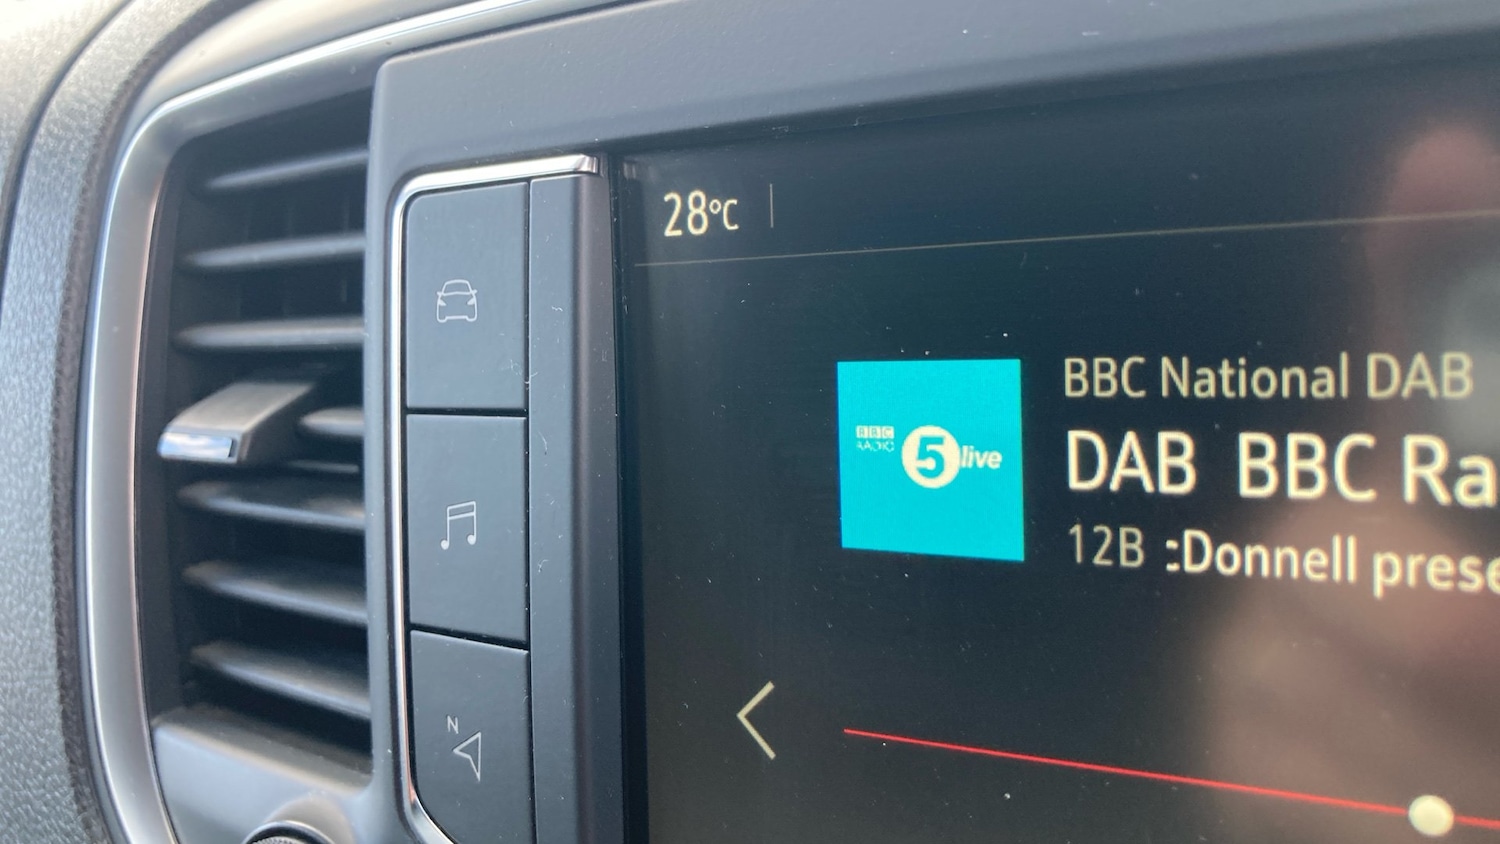 28°C
BBC National DAB
BBC
RADIO
5 live
DAB BBC Ra
12B :Donnell prese
N